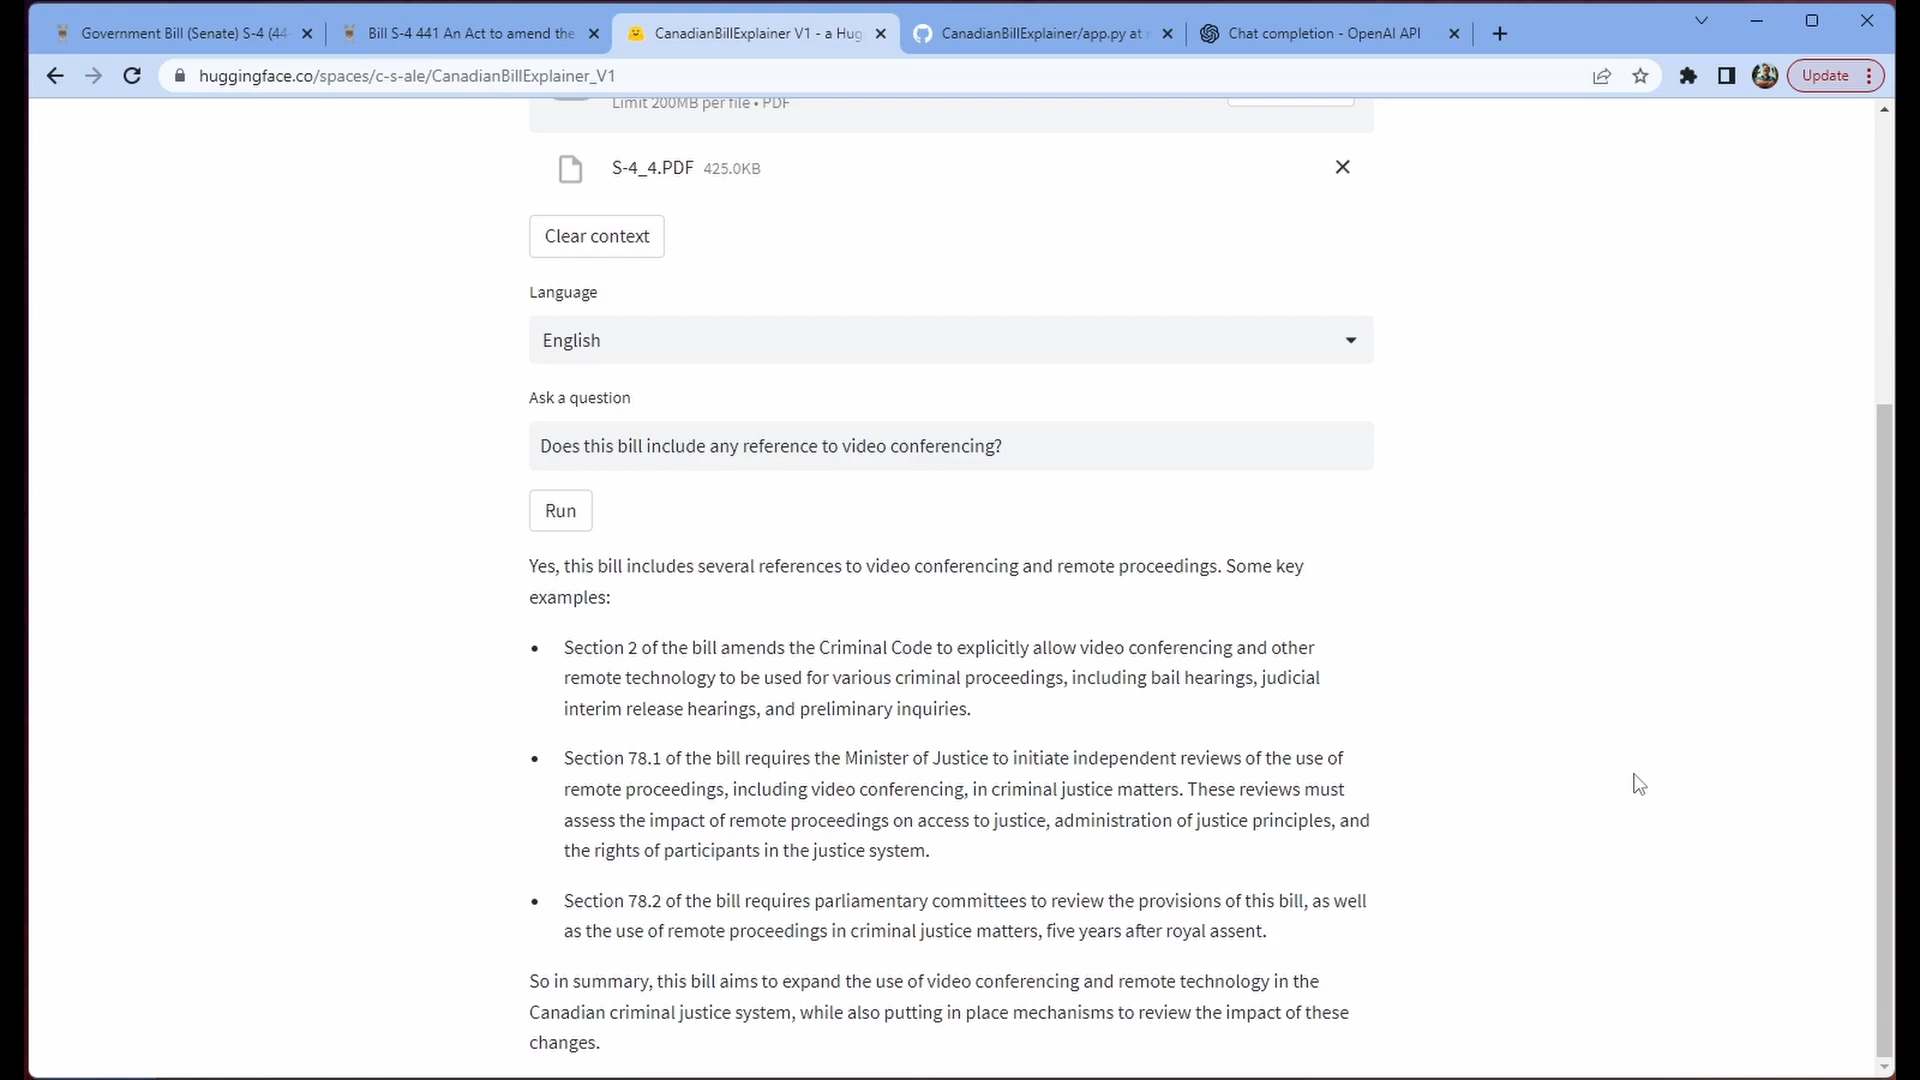 Government Bill (Senate) S-4 (44
Bill S-4 441 An Act to amend the
CanadianBillExplainer V1 - a Hug
CanadianBillExplainer/app.py at
Chat completion - OpenAI API
huggingface.co/spaces/c-s-ale/CanadianBillExplainer_V1
Update
Limit 200MB per file • PDF
S-4_4.PDF 425.0KB
Clear context
Language
English
Ask a question
Does this bill include any reference to video conferencing?
Run
Yes, this bill includes several references to video conferencing and remote proceedings. Some key
examples:
• Section 2 of the bill amends the Criminal Code to explicitly allow video conferencing and other
remote technology to be used for various criminal proceedings, including bail hearings, judicial
interim release hearings, and preliminary inquiries.
• Section 78.1 of the bill requires the Minister of Justice to initiate independent reviews of the use of
remote proceedings, including video conferencing, in criminal justice matters. These reviews must
assess the impact of remote proceedings on access to justice, administration of justice principles, and
the rights of participants in the justice system.
• Section 78.2 of the bill requires parliamentary committees to review the provisions of this bill, as well
as the use of remote proceedings in criminal justice matters, five years after royal assent.
So in summary, this bill aims to expand the use of video conferencing and remote technology in the
Canadian criminal justice system, while also putting in place mechanisms to review the impact of these
changes.